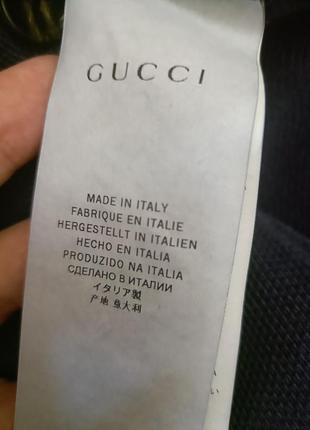 GUCCI
MADE IN ITALY
FABRIQUE EN ITALIE
HERGESTELLT IN ITALIEN
HECHO EN ITALIA
PRODUZIDO NA ITALIA
СДЕЛАНО В ИТАЛИИ
イタリア製
产地 意大利